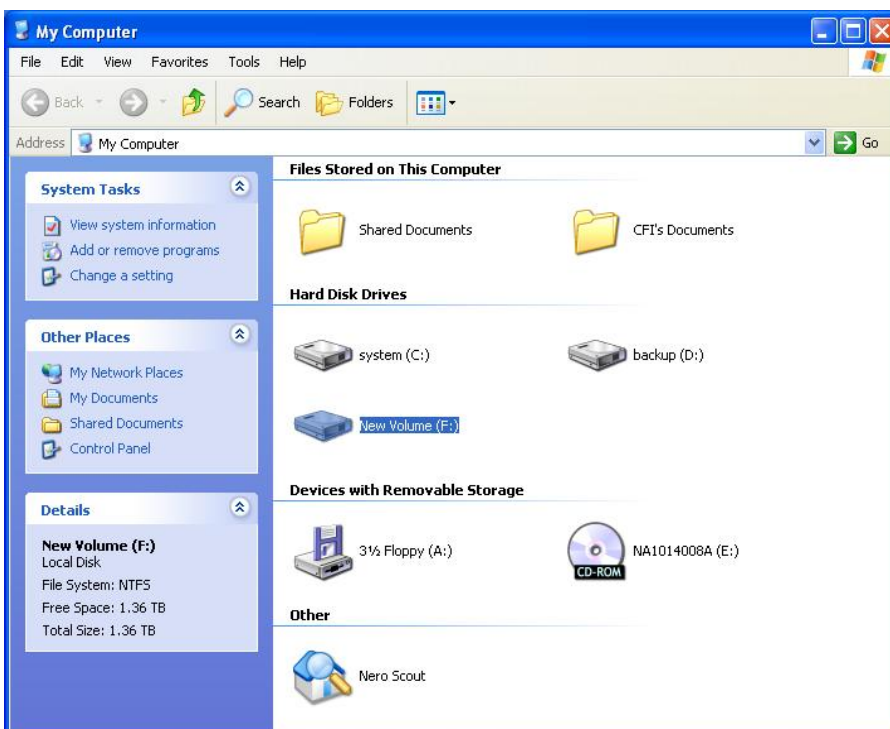 My Computer
File Edit View Favorites Tools Help
Back Search Folders
Address My Computer Go
System Tasks
View system information
Add or remove programs
Change a setting
Other Places
My Network Places
My Documents
Shared Documents
Control Panel
Details
New Volume (F:)
Local Disk
File System: NTFS
Free Space: 1.36 TB
Total Size: 1.36 TB
Files Stored on This Computer
Shared Documents CFI's Documents
Hard Disk Drives
system (C:) backup (D:)
New Volume (F:)
Devices with Removable Storage
3½ Floppy (A:) CD-ROM NA1014008A (E:)
Other
Nero Scout